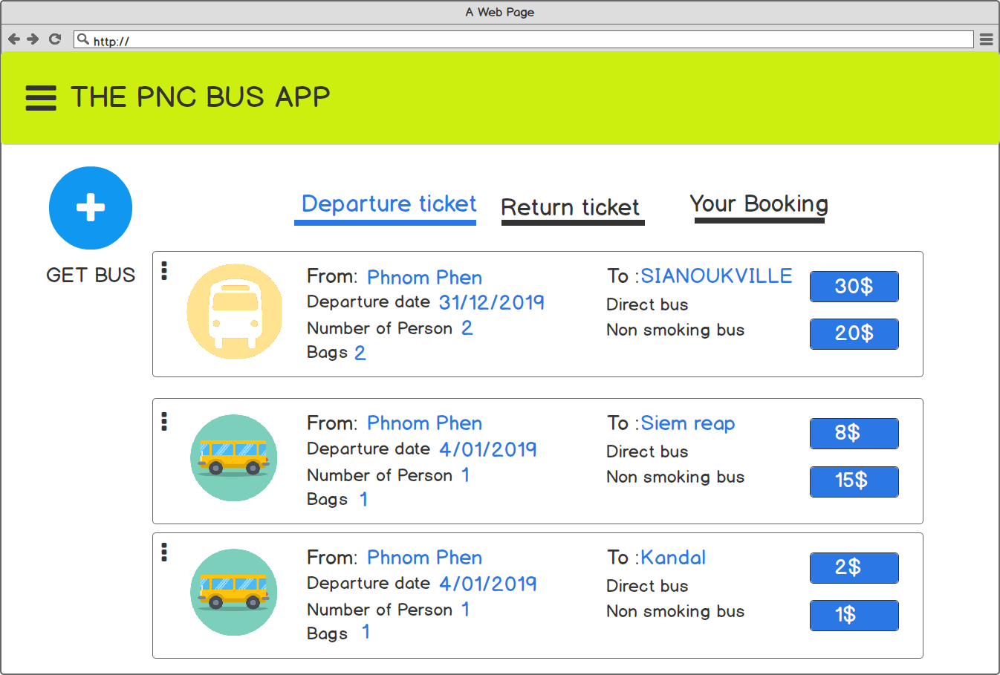 A Web Page
http://
THE PNC BUS APP
GET BUS
Departure ticket
Return ticket
Your Booking
From: Phnom Phen
Departure date 31/12/2019
Number of Person 2
Bags 2
To :SIANOUKVILLE
Direct bus
Non smoking bus
30$
20$
From: Phnom Phen
Departure date 4/01/2019
Number of Person 1
Bags 1
To :Siem reap
Direct bus
Non smoking bus
8$
15$
From: Phnom Phen
Departure date 4/01/2019
Number of Person 1
Bags 1
To :Kandal
Direct bus
Non smoking bus
2$
1$